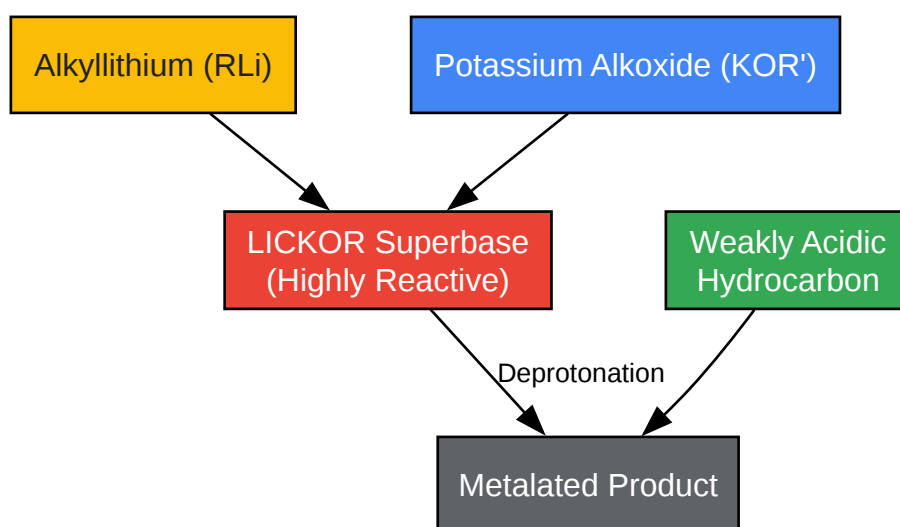 Alkyllithium (RLi)
Potassium Alkoxide (KOR')
LICKOR Superbase
(Highly Reactive)
Weakly Acidic
Hydrocarbon
Deprotonation
Metalated Product